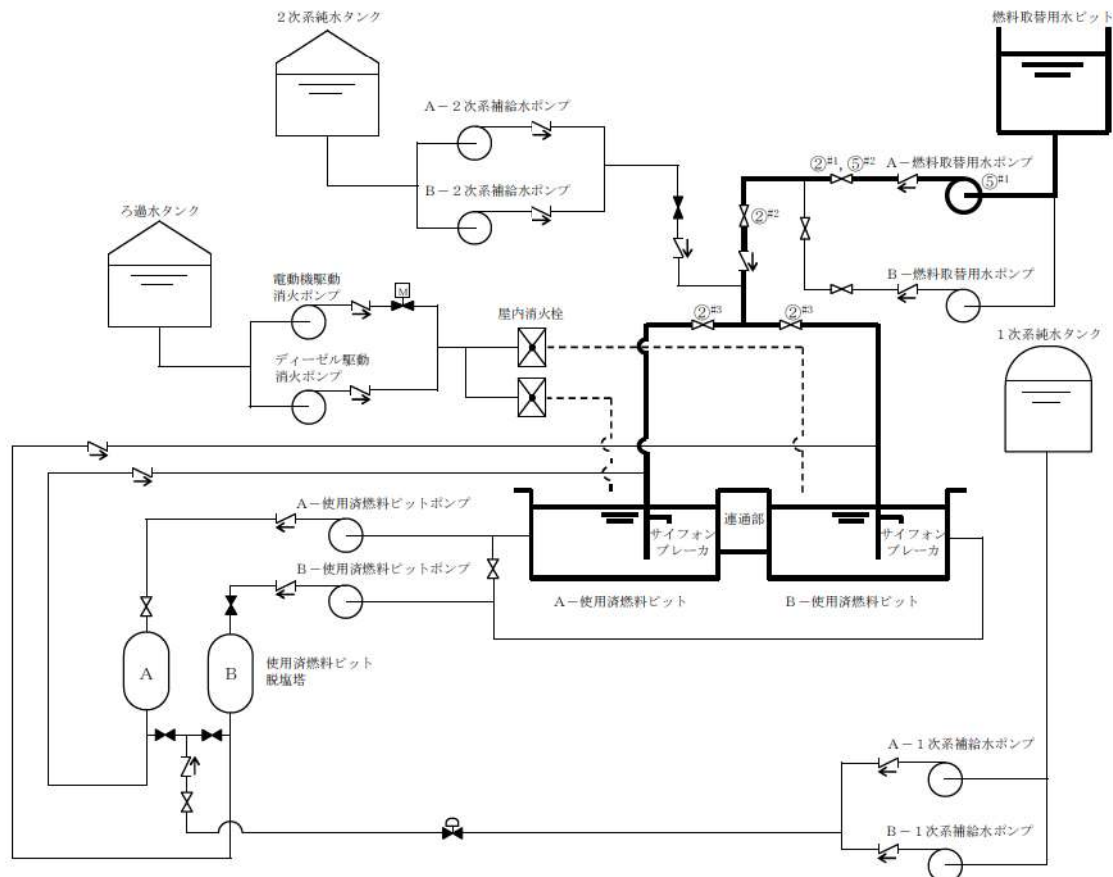 2次系純水タンク
燃料取替用水ピット
A－2次系補給水ポンプ
②#1, ⑤#2
A－燃料取替用水ポンプ
⑤#1
B－2次系補給水ポンプ
②#2
ろ過水タンク
電動機駆動
消火ポンプ
M
屋内消火栓
B－燃料取替用水ポンプ
②#3
②#3
1次系純水タンク
ディーゼル駆動
消火ポンプ
A－使用済燃料ピットポンプ
連通部
サイフォン
ブレーカ
サイフォン
ブレーカ
B－使用済燃料ピットポンプ
A－使用済燃料ピット
B－使用済燃料ピット
A
B
使用済燃料ピット
脱塩塔
A－1次系補給水ポンプ
B－1次系補給水ポンプ